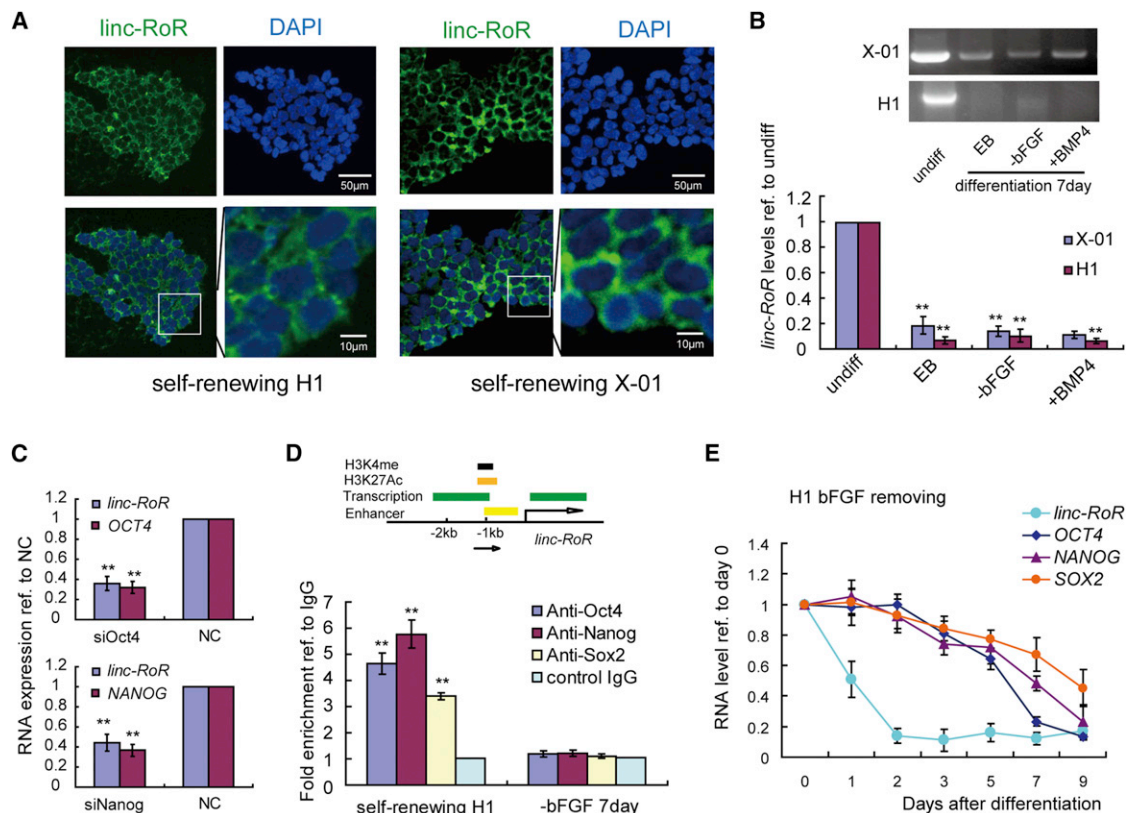 A
linc-RoR
DAPI
linc-RoR
DAPI
50μm
50μm
10μm
10μm
self-renewing H1
self-renewing X-01
B
X-01
H1
undiff
EB
-bFGF
+BMP4
differentiation 7day
linc-RoR levels ref. to undiff
1.2
1
0.8
0.6
0.4
0.2
0
X-01
H1
**
**
**
**
**
undiff
EB
-bFGF
+BMP4
C
RNA expression ref. to NC
1.2
1
0.8
0.6
0.4
0.2
0
linc-RoR
OCT4
**
**
siOct4
NC
1.2
1
0.8
0.6
0.4
0.2
0
linc-RoR
NANOG
**
**
siNanog
NC
D
H3K4me
H3K27Ac
Transcription
Enhancer
-2kb
-1kb
linc-RoR
Fold enrichment ref. to IgG
7
6
5
4
3
2
1
0
Anti-Oct4
Anti-Nanog
Anti-Sox2
control IgG
**
**
**
self-renewing H1
-bFGF 7day
E
H1 bFGF removing
linc-RoR
OCT4
NANOG
SOX2
RNA level ref. to day 0
1.2
1
0.8
0.6
0.4
0.2
0
0 1 2 3 5 7 9
Days after differentiation